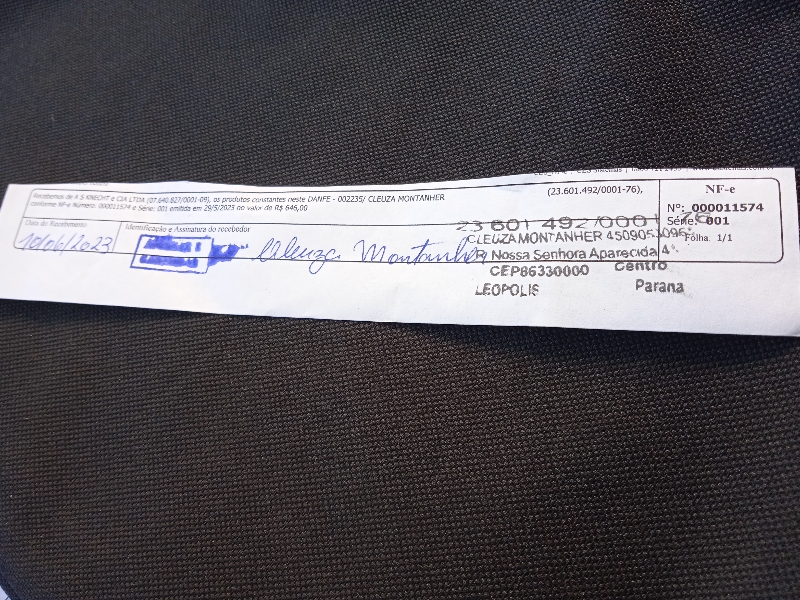 Recebemos de A S KNECHT e CIA LTDA (07.640.827/0001-09), os produtos constantes neste DANFE - 002235/ CLEUZA MONTANHER (23.601.492/0001-76),
conforme NF-e Número: 000011574 e Série: 001 emitida em 29/5/2023 no valor de R$ 646,00
NF-e
Nº: 000011574
Série: 001
Folha 1/1
Data do Recebimento
10/06/2023
Identificação e Assinatura do recebedor
Cleuza Montanher
23 601 492/0001
CLEUZA MONTANHER
R. Nossa Senhora Aparecida
CEP86330000 Centro
LEOPOLIS Parana